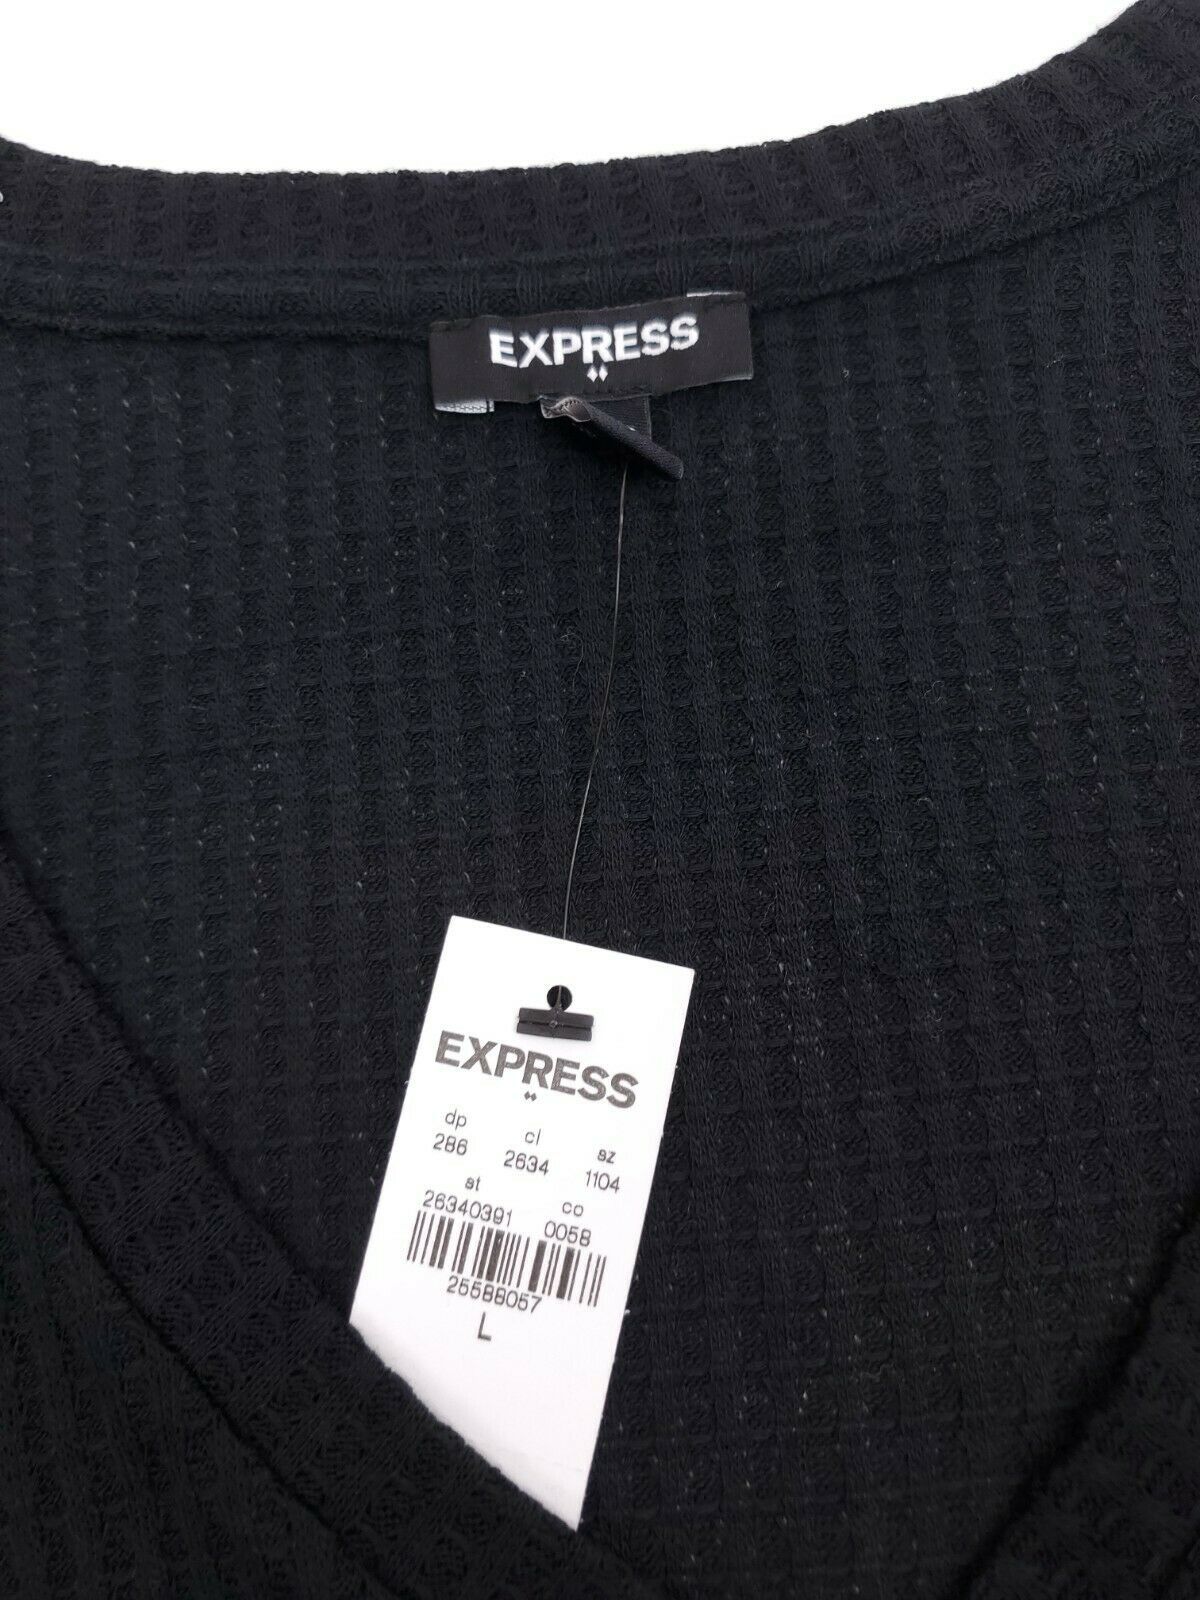 EXPRESS
EXPRESS
dp cl sz
286 2634 1104
st co
26340391 0058
25588057
L